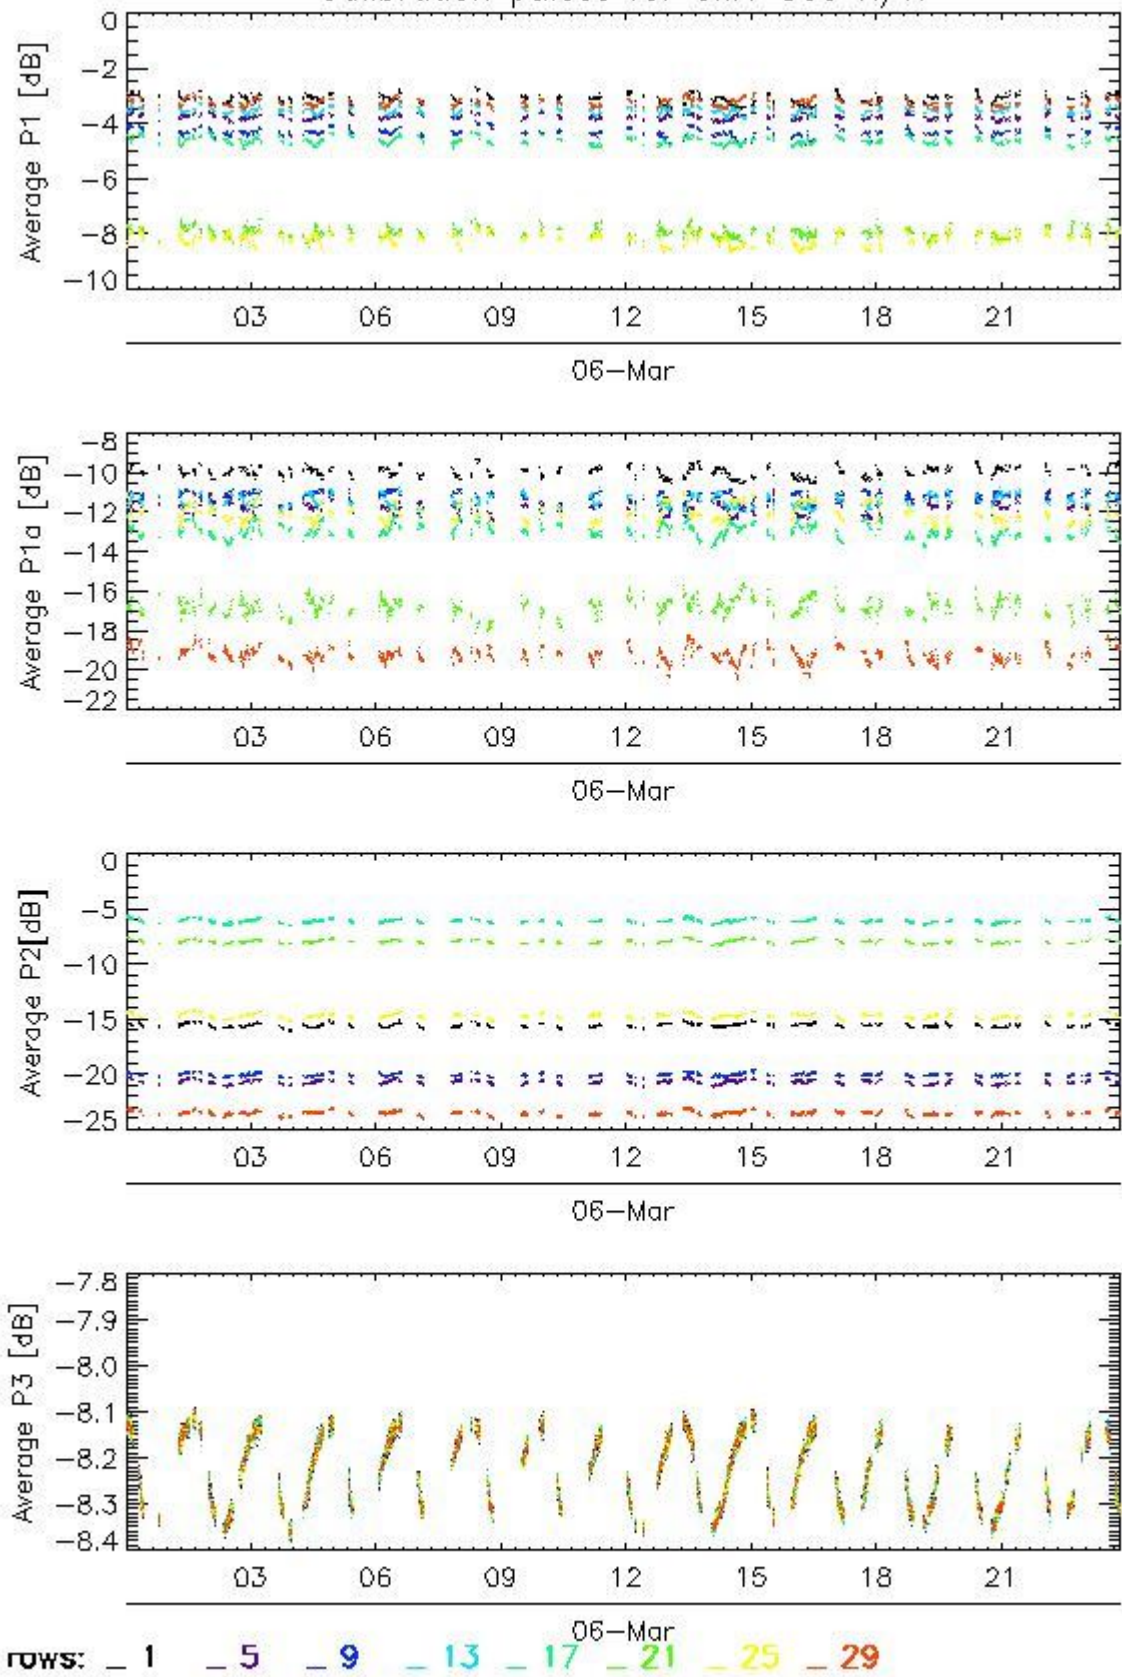 0
-2
-4
-6
-8
-10
Average P1 [dB]
03 06 09 12 15 18 21
06-Mar
-8
-10
-12
-14
-16
-18
-20
-22
Average P1a [dB]
03 06 09 12 15 18 21
06-Mar
0
-5
-10
-15
-20
-25
Average P2[dB]
03 06 09 12 15 18 21
06-Mar
-7.8
-7.9
-8.0
-8.1
-8.2
-8.3
-8.4
Average P3 [dB]
03 06 09 12 15 18 21
06-Mar
rows: _ 1 _ 5 _ 9 _ 13 _ 17 _ 21 _ 25 _ 29